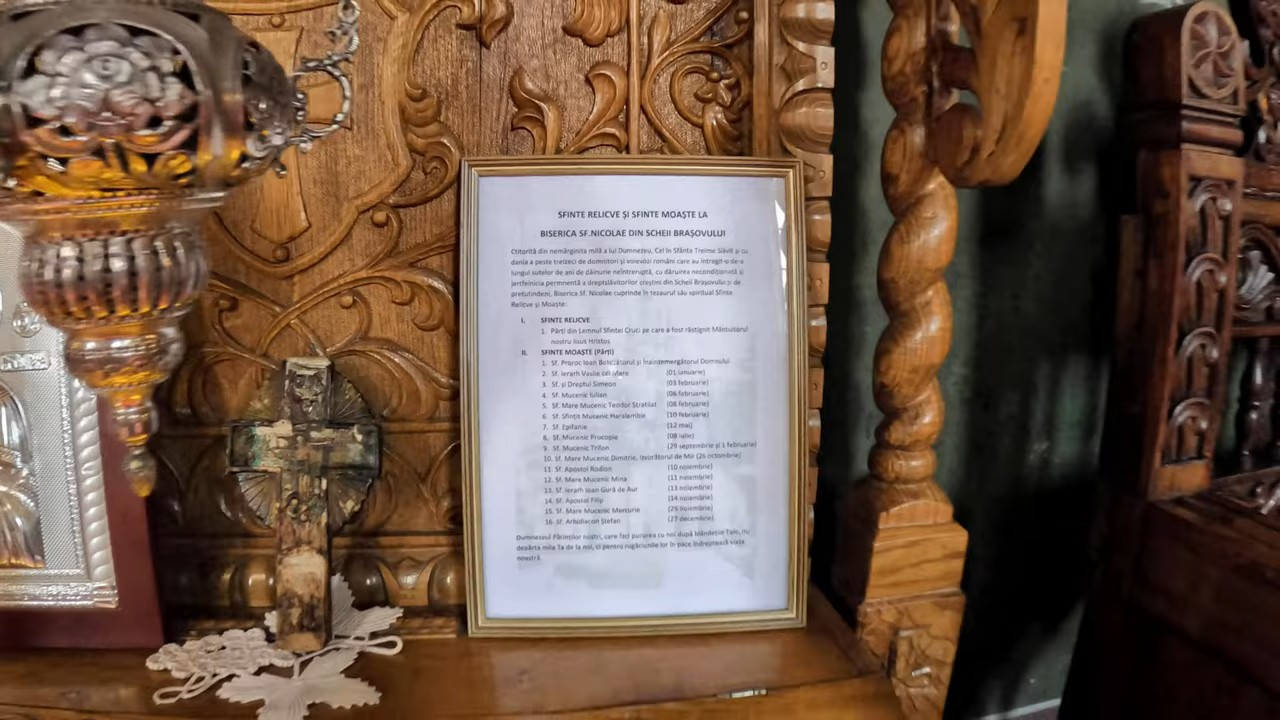 SFINTE RELICVE ȘI SFINTE MOAȘTE LA
BISERICA SF.NICOLAE DIN SCHEII BRAȘOVULUI
Ctitorită din nemărginita milă a lui Dumnezeu, Cel în Sfânta Treime Slăvit și cu
dania a peste treizeci de domnitori și voievozi români care au întregit-o de-a
lungul sutelor de ani de dăinuire neîntreruptă, cu dăruirea necondiționată și
jertfelnicia permnentă a dreptslăvitorilor creștini din Scheii Brașovului și de
pretutindeni, Biserica Sf. Nicolae cuprinde în tezaurul său spiritual Sfinte
Relicve și Moaște:
I. SFINTE RELICVE
1. Părți din Lemnul Sfintei Cruci pe care a fost răstignit Mântuitorul
nostru Iisus Hristos
II. SFINTE MOAȘTE (Părți)
1. Sf. Proroc Ioan Botezătorul și Înaintemergătorul Domnului
2. Sf. Ierarh Vasile cel Mare (01 ianuarie)
3. Sf. și Dreptul Simeon (03 februarie)
4. Sf. Mucenic Iulian (06 februarie)
5. Sf. Mare Mucenic Teodor Stratilat (08 februarie)
6. Sf. Sfințit Mucenic Haralambie (10 februarie)
7. Sf. Epifanie (12 mai)
8. Sf. Mucenic Procopie (08 iulie)
9. Sf. Mucenic Trifon (29 septembrie și 1 februarie)
10. Sf. Mare Mucenic Dimitrie, Izvorâtorul de Mir (26 octombrie)
11. Sf. Apostol Rodion (10 noiembrie)
12. Sf. Mare Mucenic Mina (11 noiembrie)
13. Sf. Ierarh Ioan Gură de Aur (13 noiembrie)
14. Sf. Apostol Filip (14 noiembrie)
15. Sf. Mare Mucenic Mercurie (25 noiembrie)
16. Sf. Arhidiacon Ștefan (27 decembrie)
Dumnezeul Părinților noștri, care faci pururea cu noi după blândețile Tale, nu
depărta mila Ta de la noi, ci pentru rugăciunile lor în pace îndreptează viața
noastră.